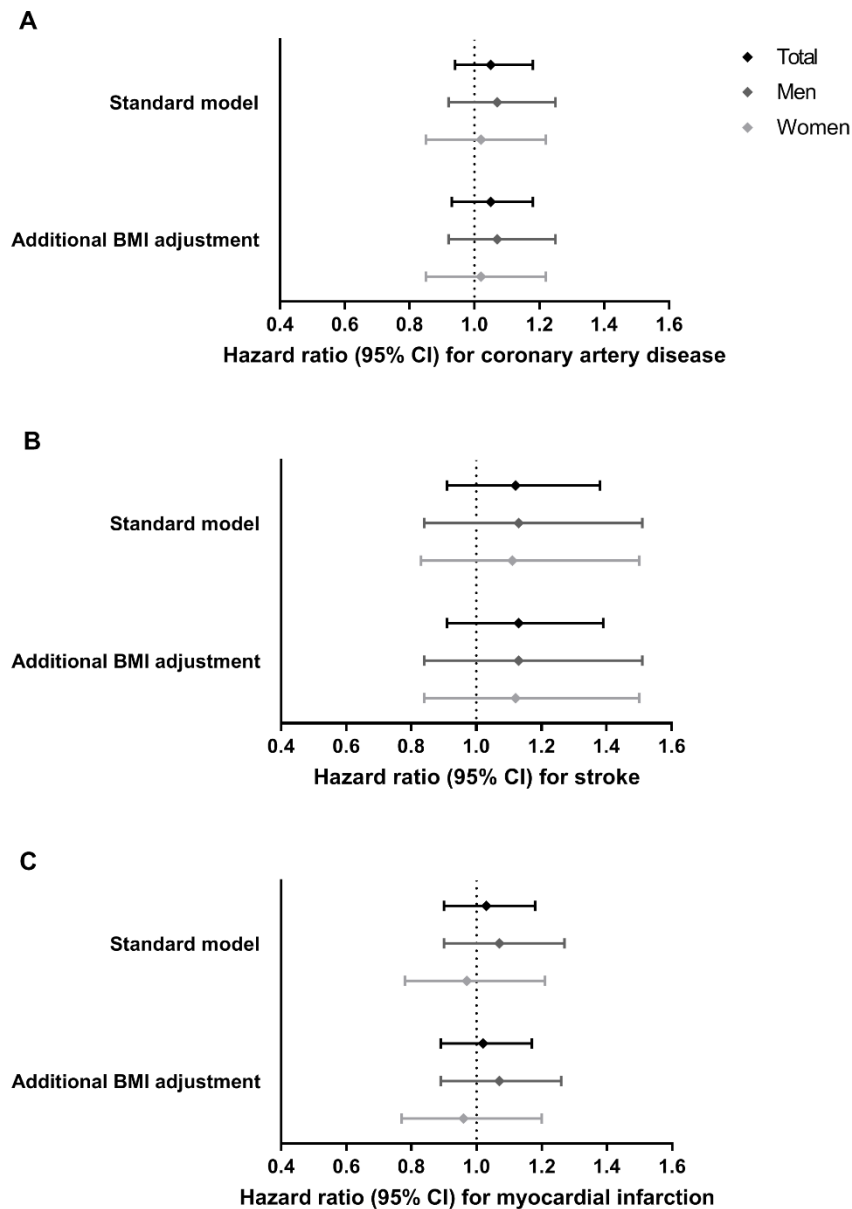 A
Total
Men
Women
Standard model
Additional BMI adjustment
0.4 0.6 0.8 1.0 1.2 1.4 1.6
Hazard ratio (95% CI) for coronary artery disease
B
Standard model
Additional BMI adjustment
0.4 0.6 0.8 1.0 1.2 1.4 1.6
Hazard ratio (95% CI) for stroke
C
Standard model
Additional BMI adjustment
0.4 0.6 0.8 1.0 1.2 1.4 1.6
Hazard ratio (95% CI) for myocardial infarction